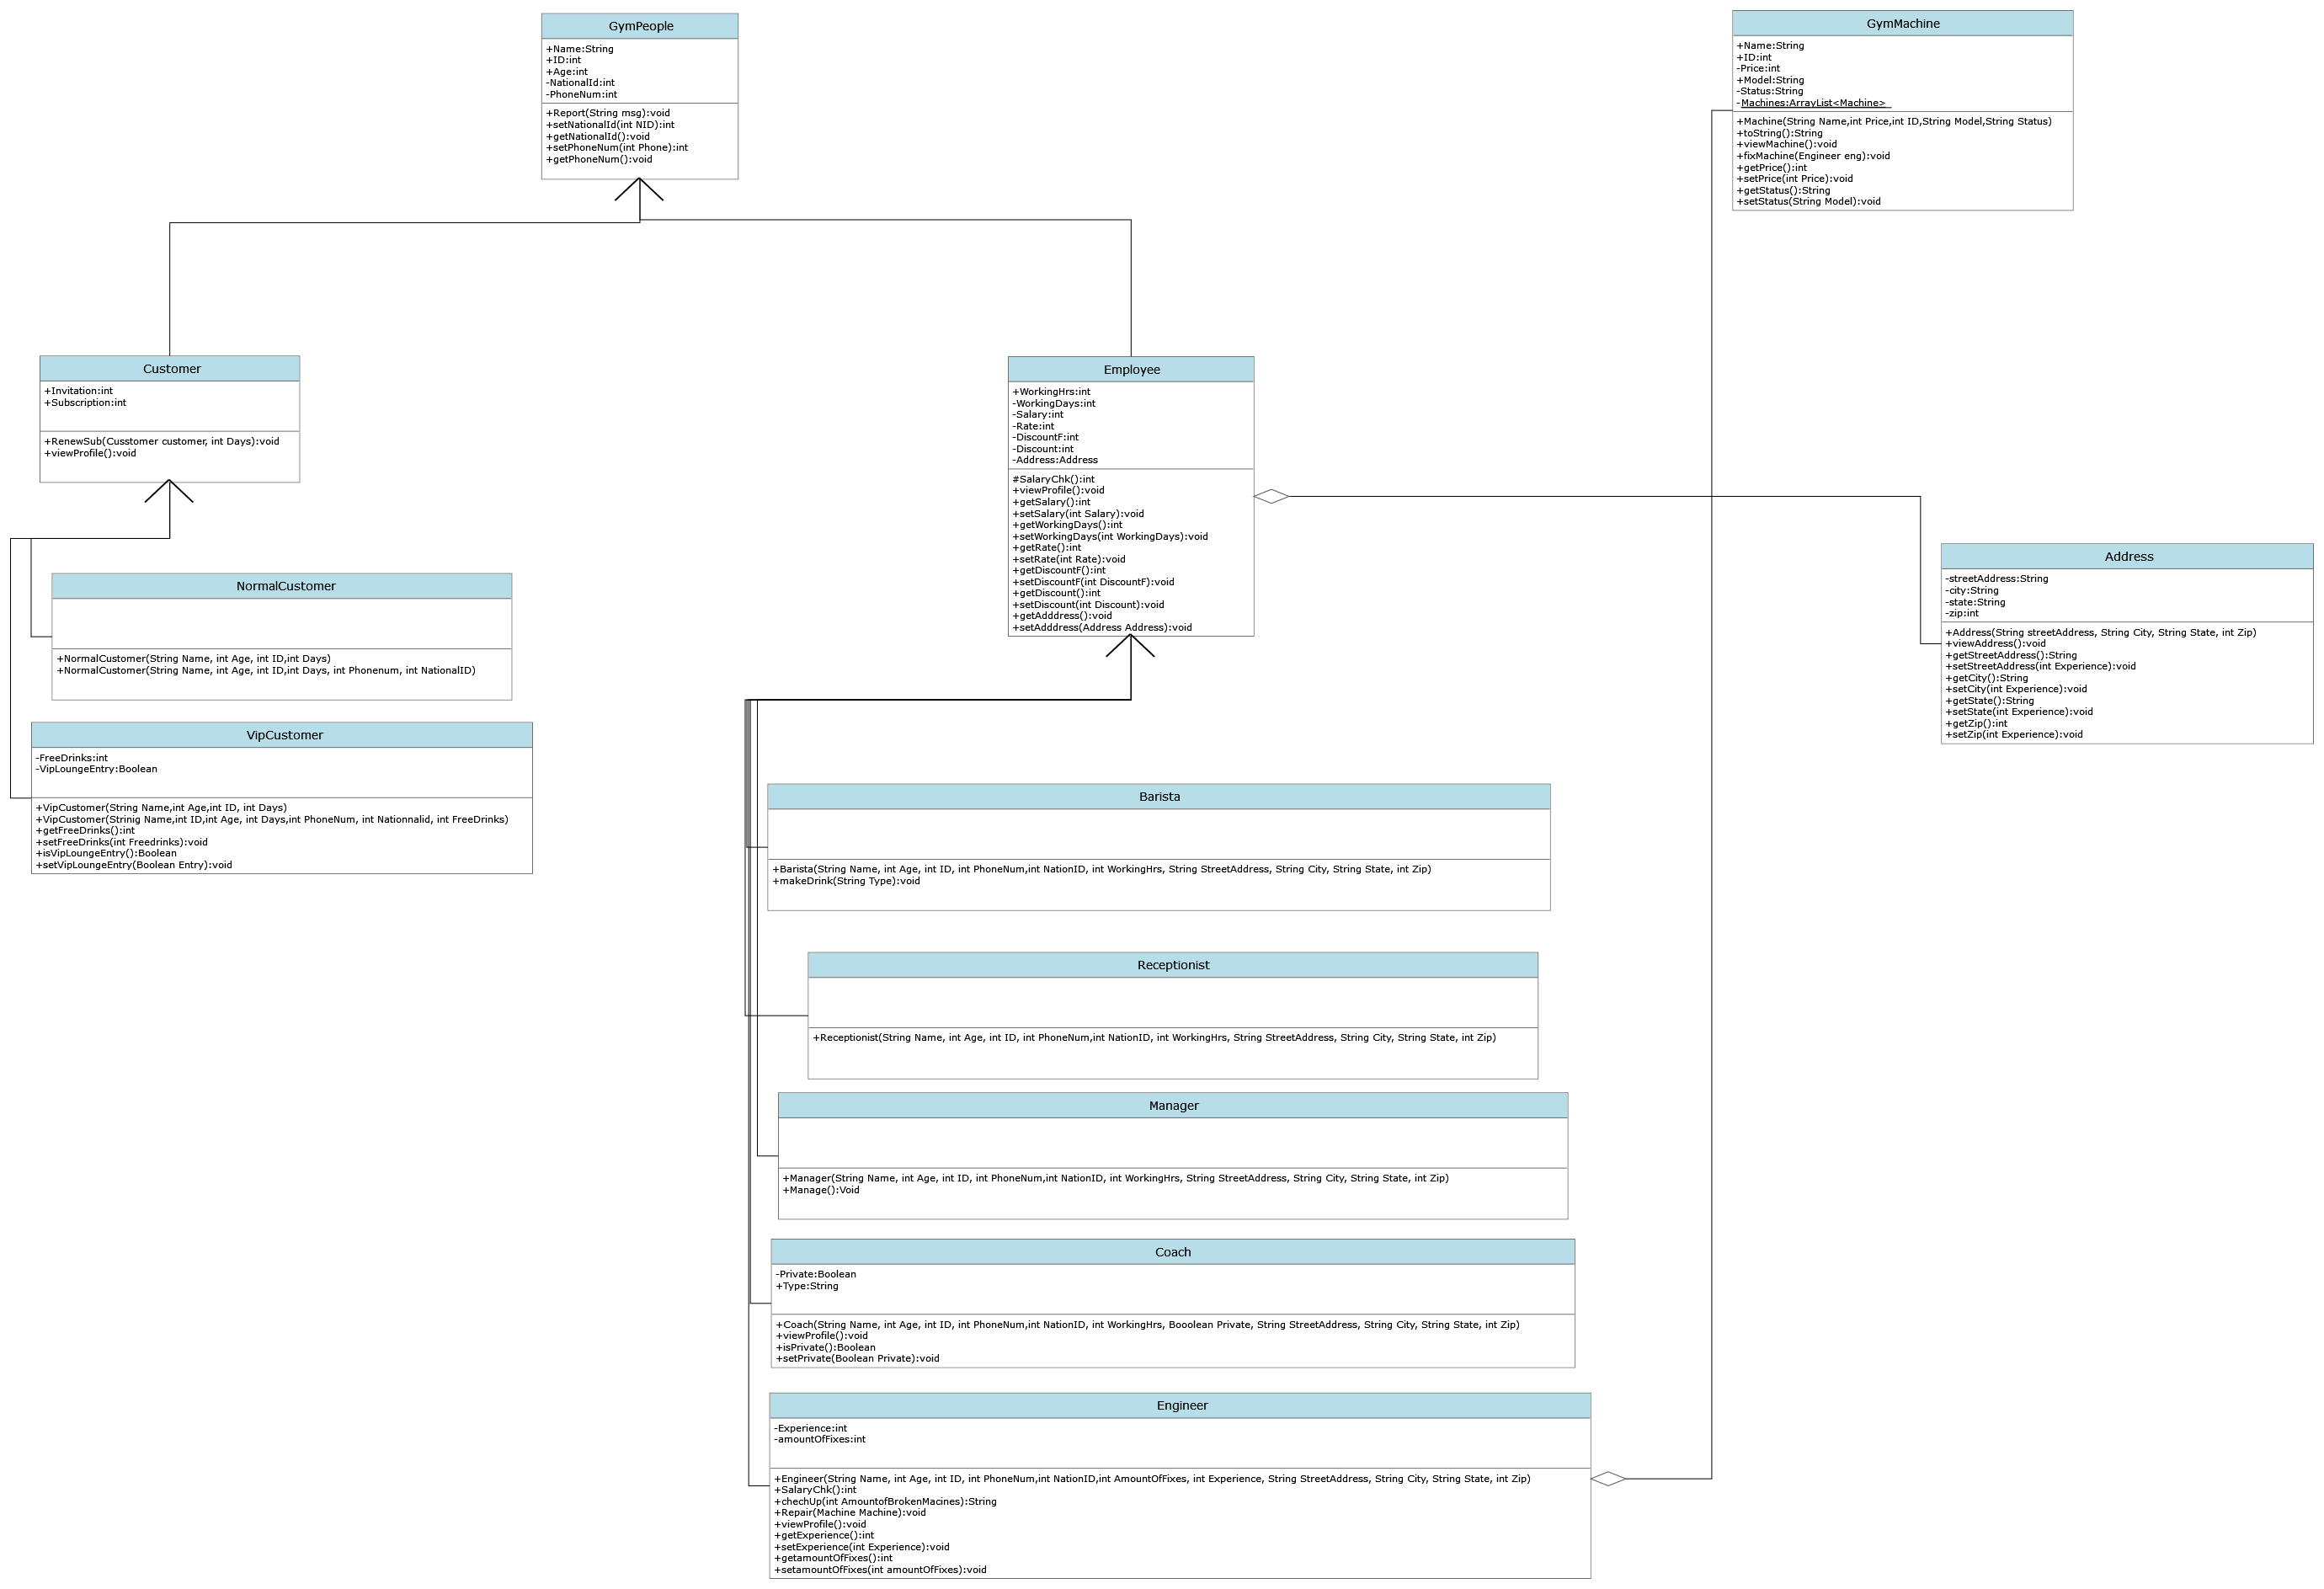 GymPeople
+Name:String
+ID:int
+Age:int
-NationalId:int
-PhoneNum:int
+Report(String msg):void
+setNationalId(int NID):int
+getNationalId():void
+setPhoneNum(int Phone):int
+getPhoneNum():void
GymMachine
+Name:String
+ID:int
-Price:int
+Model:String
-Status:String
-Machines:ArrayList<Machine>
+Machine(String Name,int Price,int ID,String Model,String Status)
+toString():String
+viewMachine():void
+fixMachine(Engineer eng):void
+getPrice():int
+setPrice(int Price):void
+getStatus():String
+setStatus(String Model):void
Customer
+Invitation:int
+Subscription:int
+RenewSub(Cusstomer customer, int Days):void
+viewProfile():void
Employee
+WorkingHrs:int
-WorkingDays:int
-Salary:int
-Rate:int
-DiscountF:int
-Discount:int
-Address:Address
#SalaryChk():int
+viewProfile():void
+getSalary():int
+setSalary(int Salary):void
+getWorkingDays():int
+setWorkingDays(int WorkingDays):void
+getRate():int
+setRate(int Rate):void
+getDiscountF():int
+setDiscountF(int DiscountF):void
+getDiscount():int
+setDiscount(int Discount):void
+getAdddress():void
+setAdddress(Address Address):void
Address
-streetAddress:String
-city:String
-state:String
-zip:int
+Address(String streetAddress, String City, String State, int Zip)
+viewAddress():void
+getStreetAddress():String
+setStreetAddress(int Experience):void
+getCity():String
+setCity(int Experience):void
+getState():String
+setState(int Experience):void
+getZip():int
+setZip(int Experience):void
NormalCustomer
+NormalCustomer(String Name, int Age, int ID,int Days)
+NormalCustomer(String Name, int Age, int ID,int Days, int Phonenum, int NationalID)
VipCustomer
-FreeDrinks:int
-VipLoungeEntry:Boolean
+VipCustomer(String Name,int Age,int ID, int Days)
+VipCustomer(Strinig Name,int ID,int Age, int Days,int PhoneNum, int Nationnalid, int FreeDrinks)
+getFreeDrinks():int
+setFreeDrinks(int Freedrinks):void
+isVipLoungeEntry():Boolean
+setVipLoungeEntry(Boolean Entry):void
Barista
+Barista(String Name, int Age, int ID, int PhoneNum,int NationID, int WorkingHrs, String StreetAddress, String City, String State, int Zip)
+makeDrink(String Type):void
Receptionist
+Receptionist(String Name, int Age, int ID, int PhoneNum,int NationID, int WorkingHrs, String StreetAddress, String City, String State, int Zip)
Manager
+Manager(String Name, int Age, int ID, int PhoneNum,int NationID, int WorkingHrs, String StreetAddress, String City, String State, int Zip)
+Manage():Void
Coach
-Private:Boolean
+Type:String
+Coach(String Name, int Age, int ID, int PhoneNum,int NationID, int WorkingHrs, Booolean Private, String StreetAddress, String City, String State, int Zip)
+viewProfile():void
+isPrivate():Boolean
+setPrivate(Boolean Private):void
Engineer
-Experience:int
-amountOfFixes:int
+Engineer(String Name, int Age, int ID, int PhoneNum,int NationID,int AmountOfFixes, int Experience, String StreetAddress, String City, String State, int Zip)
+SalaryChk():int
+chechUp(int AmountofBrokenMacines):String
+Repair(Machine Machine):void
+viewProfile():void
+getExperience():int
+setExperience(int Experience):void
+getamountOfFixes():int
+setamountOfFixes(int amountOfFixes):void